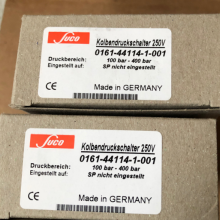 Suco
Kolbendruckschalter 250V
0161-44114-1-001
Druckbereich: 100 bar - 400 bar
Eingestellt auf: SP nicht eingestellt
CE Made in GERMANY
Suco
Kolbendruckschalter 250V
0161-44114-1-001
Druckbereich: 100 bar - 400 bar
Eingestellt auf: SP nicht eingestellt
CE Made in GERMANY